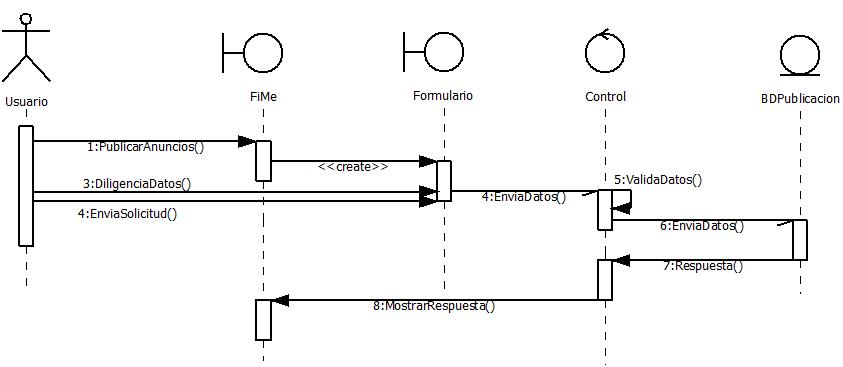 Usuario
FiMe
Formulario
Control
BDPublicacion
1:PublicarAnuncios()
<<create>>
3:DiligenciaDatos()
4:EnviaSolicitud()
4:EnviaDatos()
5:ValidaDatos()
6:EnviaDatos()
7:Respuesta()
8:MostrarRespuesta()